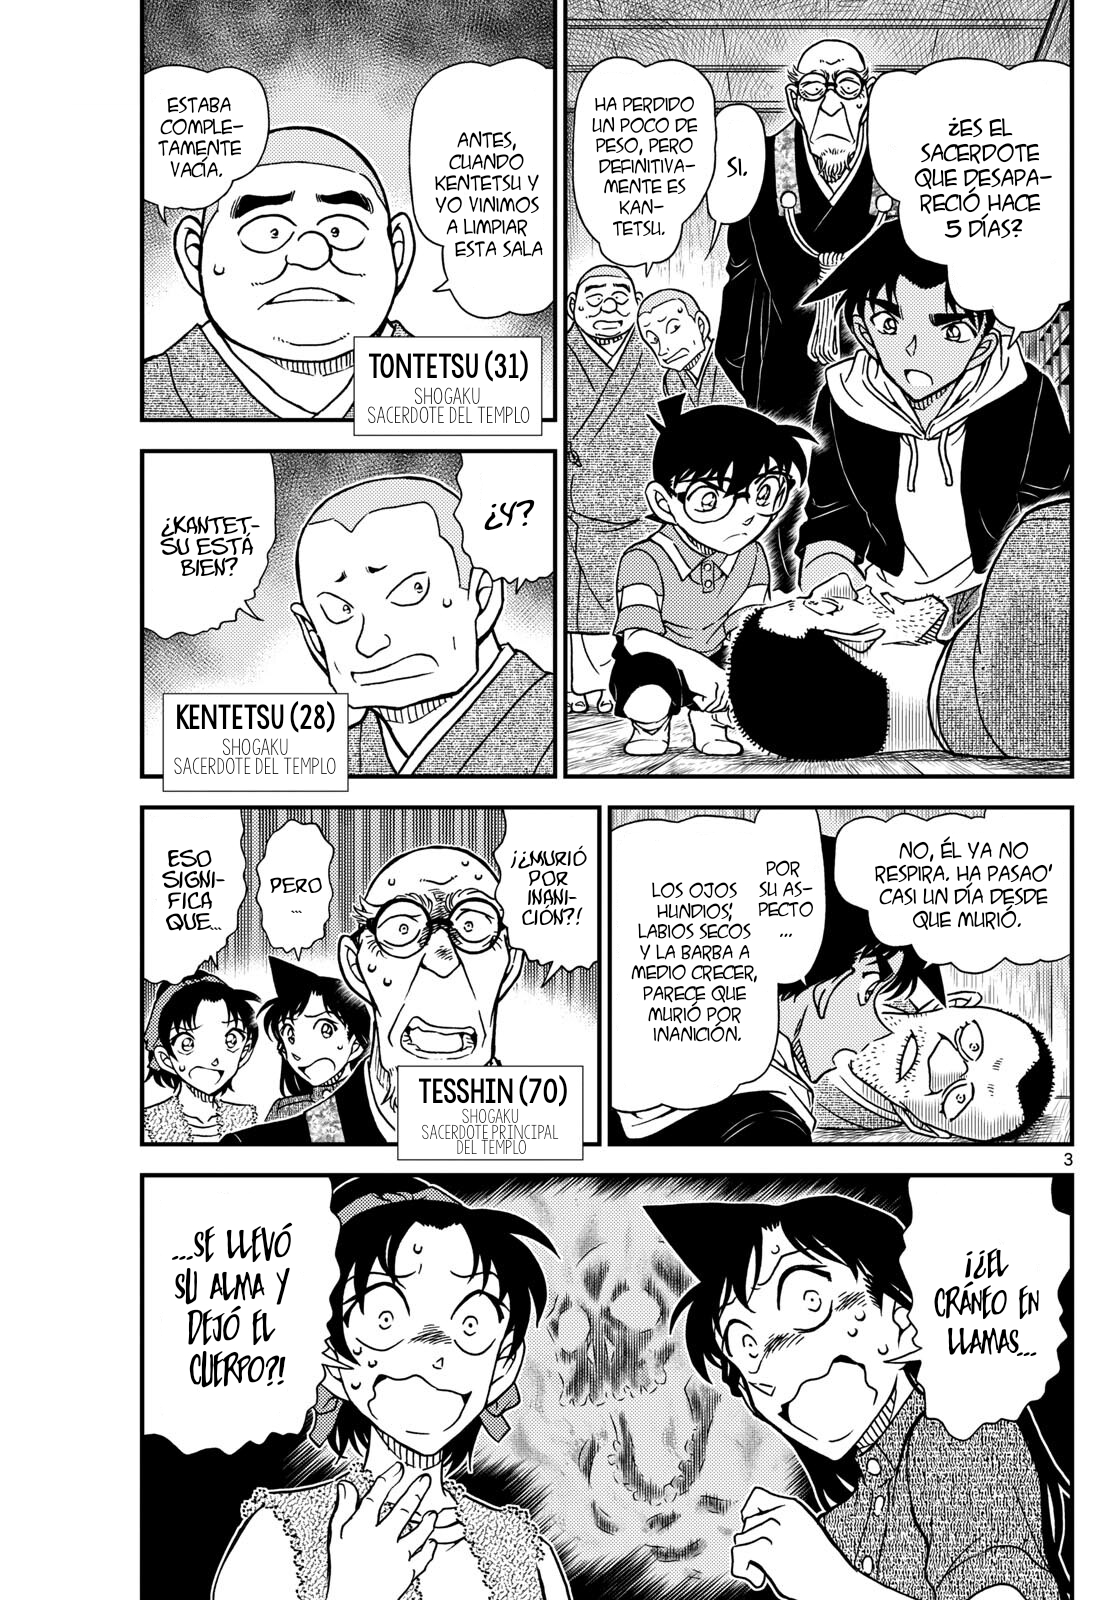 ¿ES EL
SACERDOTE
QUE DESAPA-
RECIÓ HACE
5 DÍAS?
SI.
HA PERDIDO
UN POCO DE
PESO, PERO
DEFINITIVA-
MENTE ES
KAN-
TETSU.
ANTES,
CUANDO
KENTETSU Y
YO VINIMOS
A LIMPIAR
ESTA SALA
ESTABA
COMPLE-
TAMENTE
VACÍA.
TONTETSU (31)
SHOGAKU
SACERDOTE DEL TEMPLO
¿Y?
¿KANTET-
SU ESTÁ
BIEN?
KENTETSU (28)
SHOGAKU
SACERDOTE DEL TEMPLO
NO, ÉL YA NO
RESPIRA. HA PASAO'
CASI UN DÍA DESDE
QUE MURIÓ.
POR
SU AS-
PECTO
...
LOS OJOS
HUNDIOS',
LABIOS SECOS
Y LA BARBA A
MEDIO CRECER,
PARECE QUE
MURIÓ POR
INANICIÓN.
¡¿MURIÓ
POR
INANI-
CIÓN?!
PERO
...
ESO
SIGNI-
FICA
QUE...
TESSHIN (70)
SHOGAKU
SACERDOTE PRINCIPAL
DEL TEMPLO
3
¡¿EL
CRÁNEO EN
LLAMAS...
...SE LLEVÓ
SU ALMA Y
DEJÓ EL
CUERPO?!